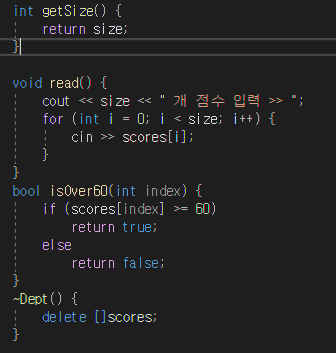 int getSize() {
    return size;
}

void read() {
    cout << size << " 개 점수 입력 >> ";
    for (int i = 0; i < size; i++) {
        cin >> scores[i];
    }
}
bool isOver60(int index) {
    if (scores[index] >= 60)
        return true;
    else
        return false;
}
~Dept() {
    delete []scores;
}